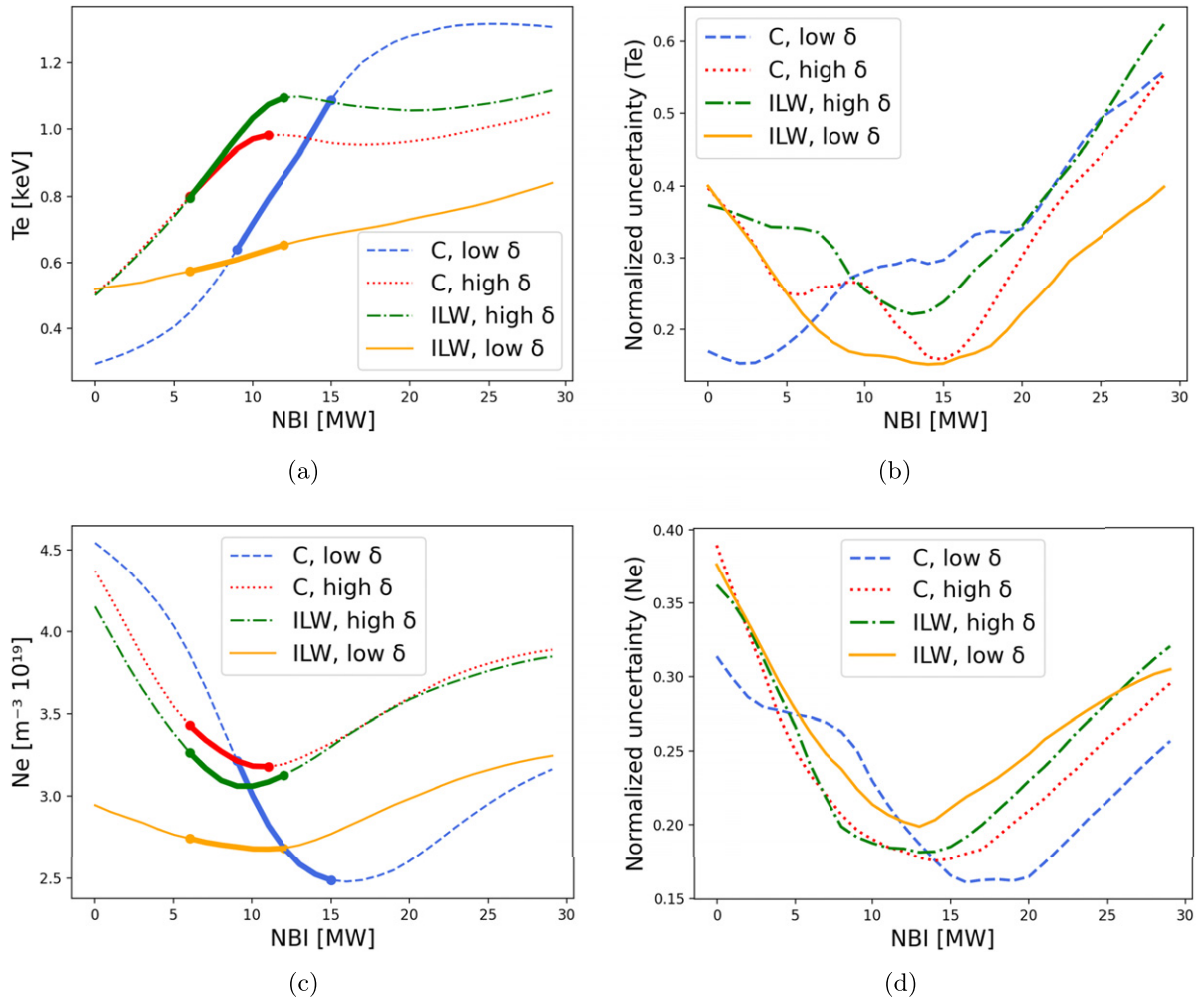 1.2
1.0
0.8
0.6
0.4
Te [keV]
0 5 10 15 20 25 30
NBI [MW]
C, low δ
C, high δ
ILW, high δ
ILW, low δ
(a)
0.6
0.5
0.4
0.3
0.2
Normalized uncertainty (Te)
0 5 10 15 20 25 30
NBI [MW]
C, low δ
C, high δ
ILW, high δ
ILW, low δ
(b)
4.5
4.0
3.5
3.0
2.5
Ne [m⁻³ 10¹⁹]
0 5 10 15 20 25 30
NBI [MW]
C, low δ
C, high δ
ILW, high δ
ILW, low δ
(c)
0.40
0.35
0.30
0.25
0.20
0.15
Normalized uncertainty (Ne)
0 5 10 15 20 25 30
NBI [MW]
C, low δ
C, high δ
ILW, high δ
ILW, low δ
(d)